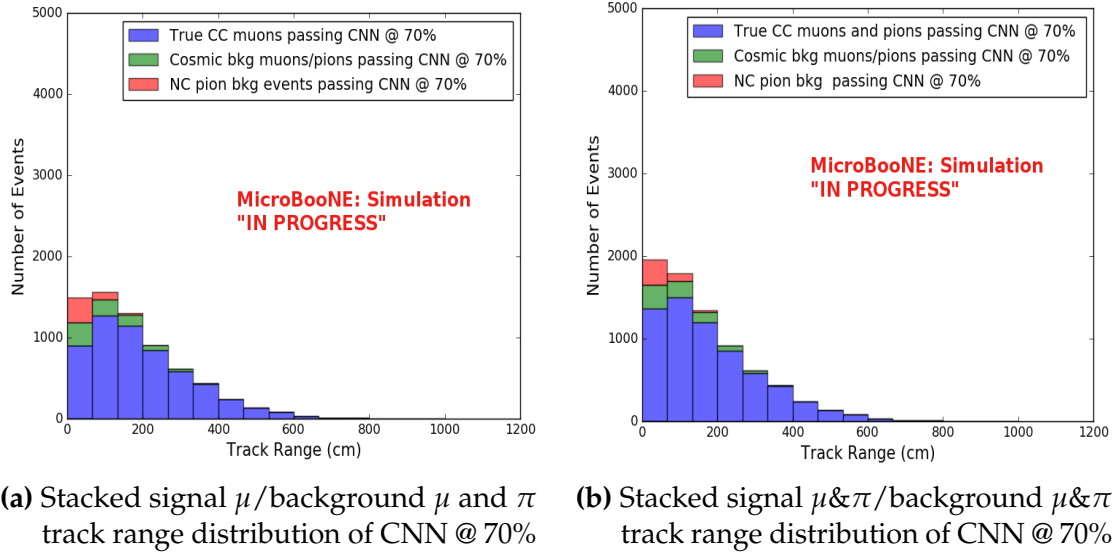 5000
4000
3000
2000
1000
0
Number of Events
True CC muons passing CNN @ 70%
Cosmic bkg muons/pions passing CNN @ 70%
NC pion bkg events passing CNN @ 70%
MicroBooNE: Simulation
"IN PROGRESS"
0 200 400 600 800 1000 1200
Track Range (cm)
(a) Stacked signal μ/background μ and π
track range distribution of CNN @ 70%
5000
4000
3000
2000
1000
0
Number of Events
True CC muons and pions passing CNN @ 70%
Cosmic bkg muons/pions passing CNN @ 70%
NC pion bkg  passing CNN @ 70%
MicroBooNE: Simulation
"IN PROGRESS"
0 200 400 600 800 1000 1200
Track Range (cm)
(b) Stacked signal μ&π/background μ&π
track range distribution of CNN @ 70%